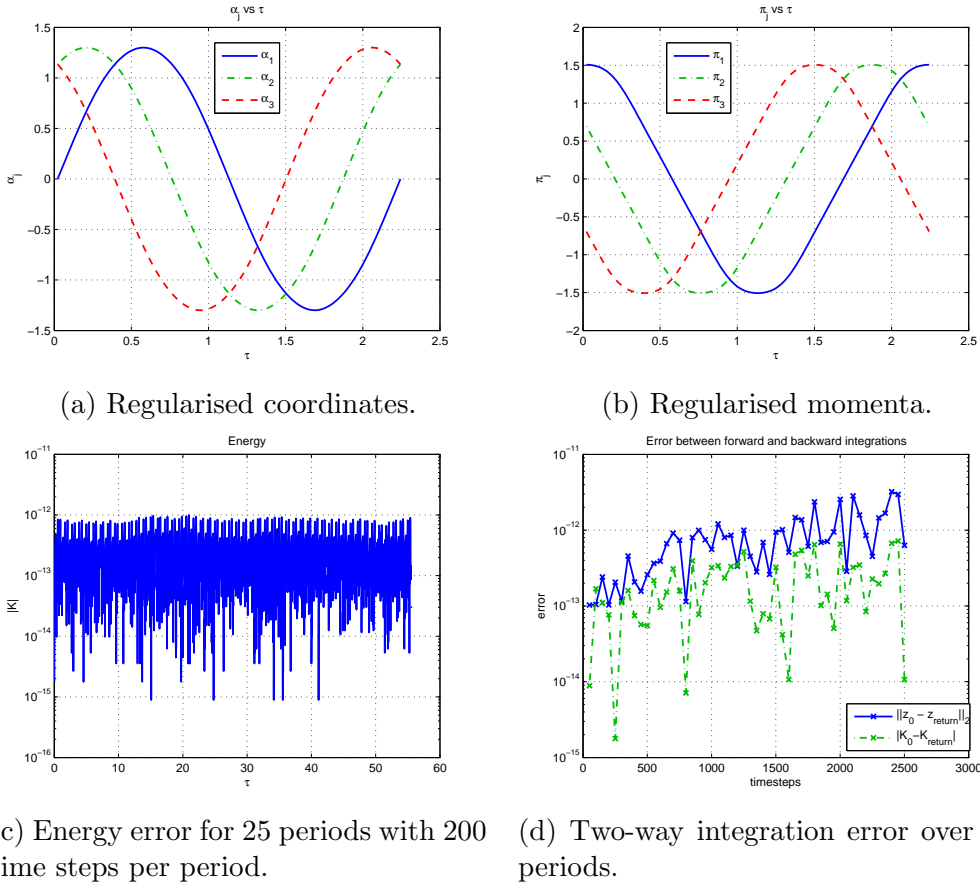 α_j vs τ
1.5
1
0.5
0
−0.5
−1
−1.5
α_j
0
0.5
1
1.5
2
2.5
τ
α_1
α_2
α_3
(a) Regularised coordinates.
π_j vs τ
2
1.5
1
0.5
0
−0.5
−1
−1.5
−2
π_j
0
0.5
1
1.5
2
2.5
τ
π_1
π_2
π_3
(b) Regularised momenta.
Energy
10^−11
10^−12
10^−13
10^−14
10^−15
10^−16
|K|
0
10
20
30
40
50
60
τ
c) Energy error for 25 periods with 200
ime steps per period.
Error between forward and backward integrations
10^−11
10^−12
10^−13
10^−14
10^−15
error
0
500
1000
1500
2000
2500
3000
timesteps
||z_0 − z_return||_2
|K_0−K_return|
(d) Two-way integration error over
periods.